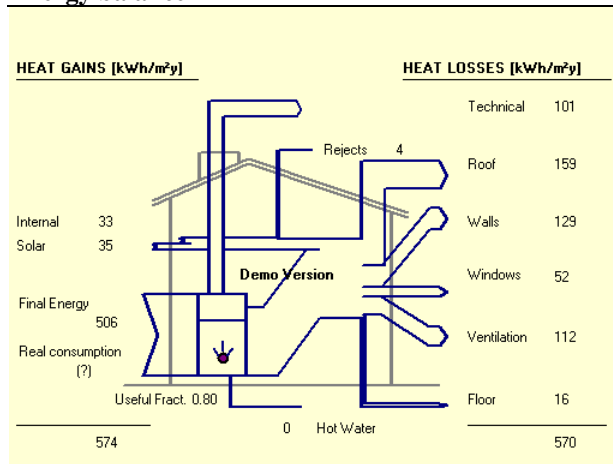 HEAT GAINS [kWh/m²y]
HEAT LOSSES [kWh/m²y]
Technical 101
Rejects 4
Roof 159
Internal 33
Walls 129
Solar 35
Demo Version
Windows 52
Final Energy
506
Ventilation 112
Real consumption
(?)
Useful Fract. 0.80
Floor 16
0 Hot Water
574
570